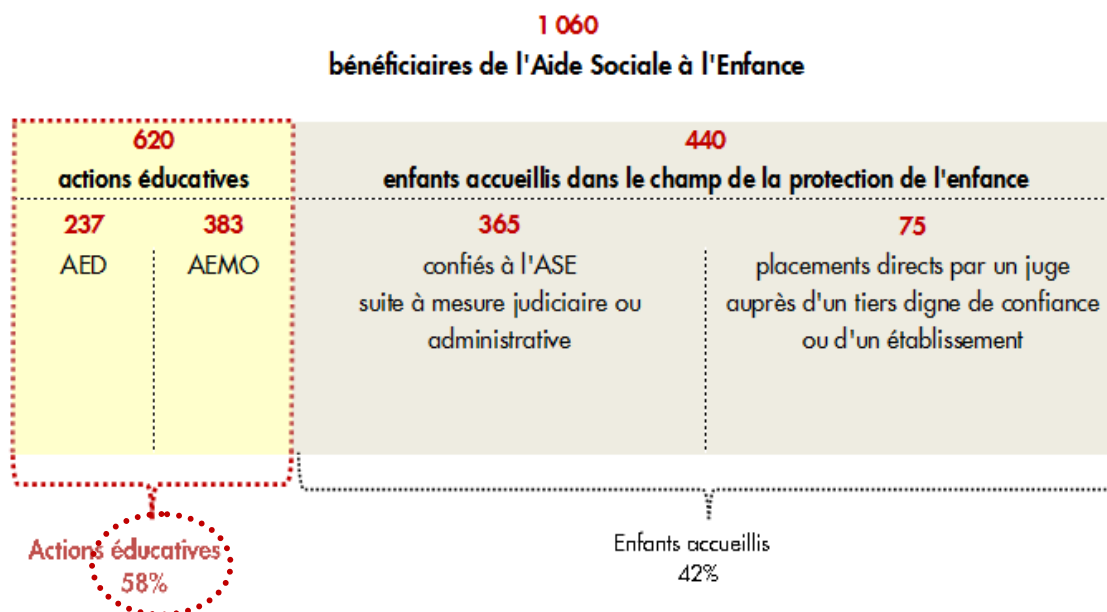 1 060
bénéficiaires de l'Aide Sociale à l'Enfance
620
actions éducatives
237
AED
383
AEMO
440
enfants accueillis dans le champ de la protection de l'enfance
365
confiés à l'ASE
suite à mesure judiciaire ou
administrative
75
placements directs par un juge
auprès d'un tiers digne de confiance
ou d'un établissement
Actions éducatives
58%
Enfants accueillis
42%